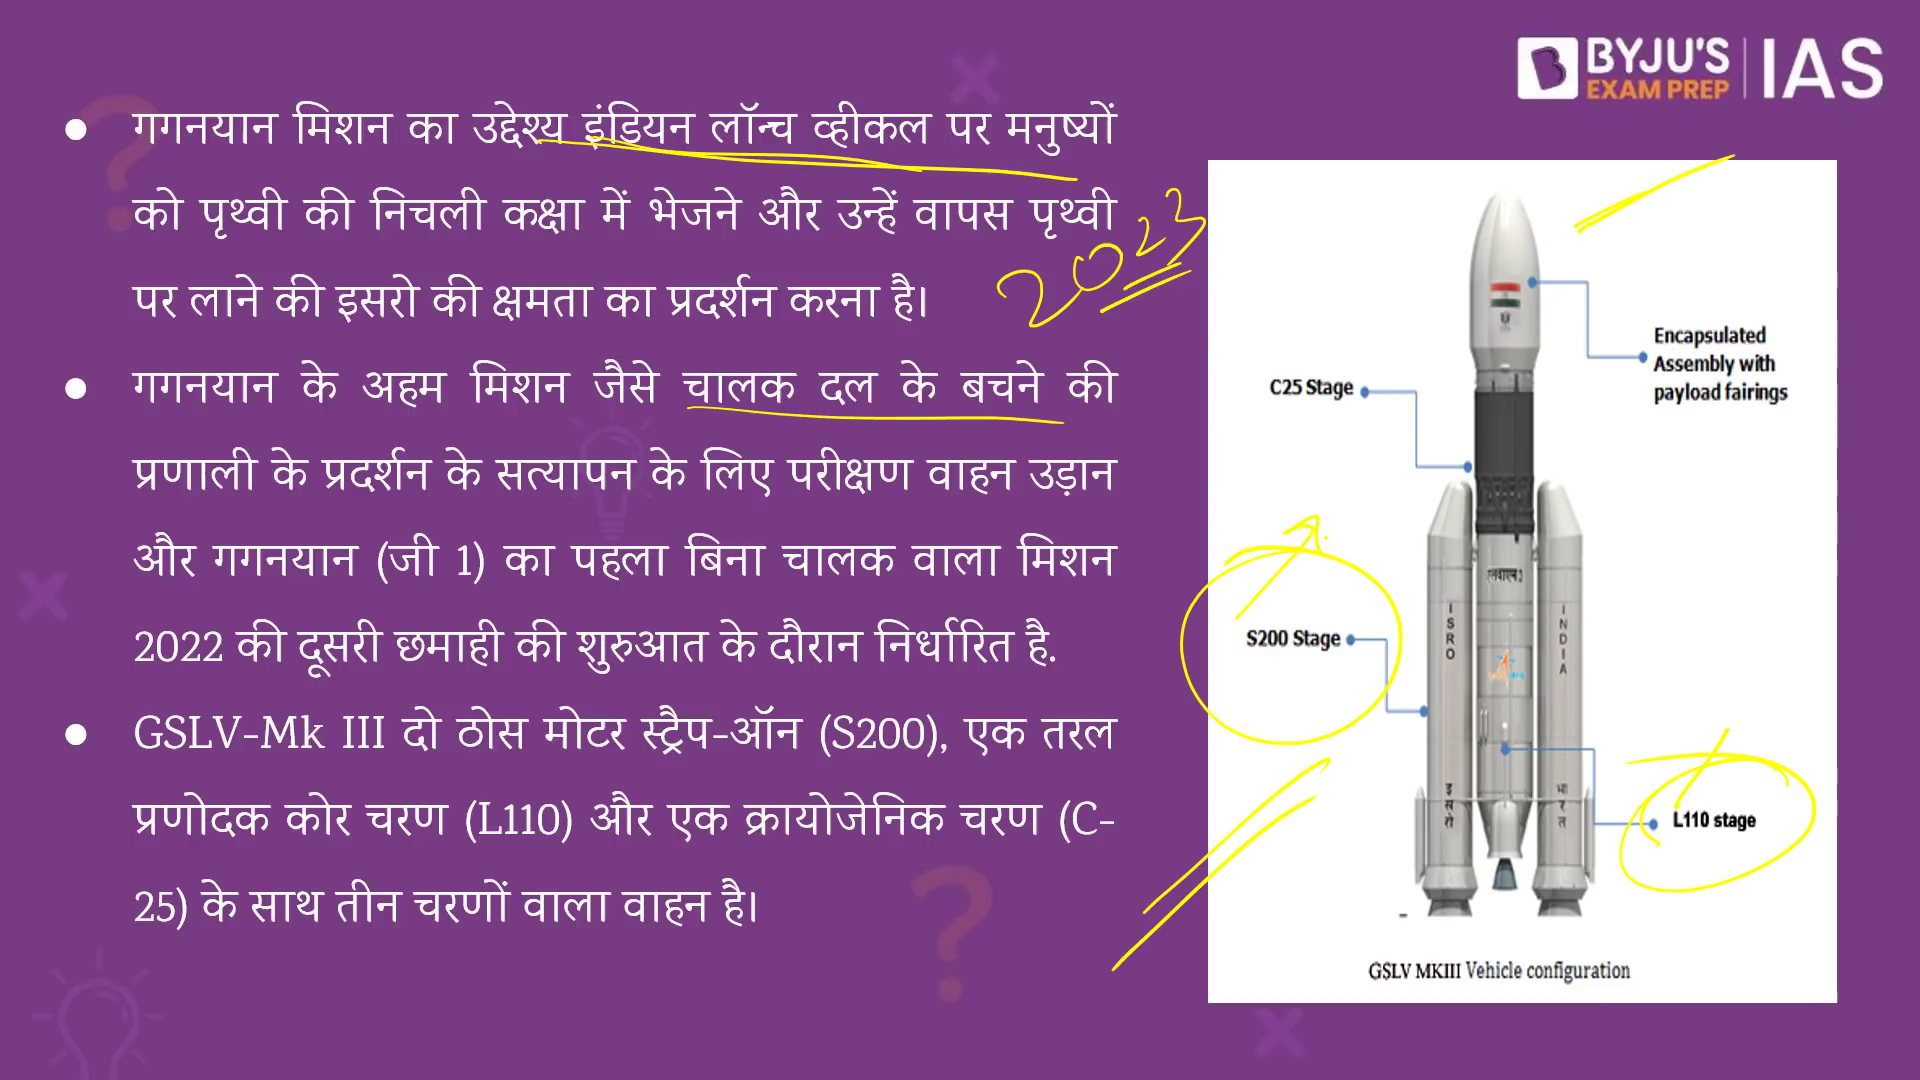 BYJU'S
EXAM PREP
IAS
● गगनयान मिशन का उद्देश्य इंडियन लॉन्च व्हीकल पर मनुष्यों
को पृथ्वी की निचली कक्षा में भेजने और उन्हें वापस पृथ्वी
पर लाने की इसरो की क्षमता का प्रदर्शन करना है।
2023
● गगनयान के अहम मिशन जैसे चालक दल के बचने की
प्रणाली के प्रदर्शन के सत्यापन के लिए परीक्षण वाहन उड़ान
और गगनयान (जी 1) का पहला बिना चालक वाला मिशन
2022 की दूसरी छमाही की शुरुआत के दौरान निर्धारित है.
● GSLV-Mk III दो ठोस मोटर स्ट्रैप-ऑन (S200), एक तरल
प्रणोदक कोर चरण (L110) और एक क्रायोजेनिक चरण (C-
25) के साथ तीन चरणों वाला वाहन है।
Encapsulated
Assembly with
payload fairings
C25 Stage
S200 Stage
L110 stage
ISRO
INDIA
इसरो
भारत
GSLV MKIII Vehicle configuration